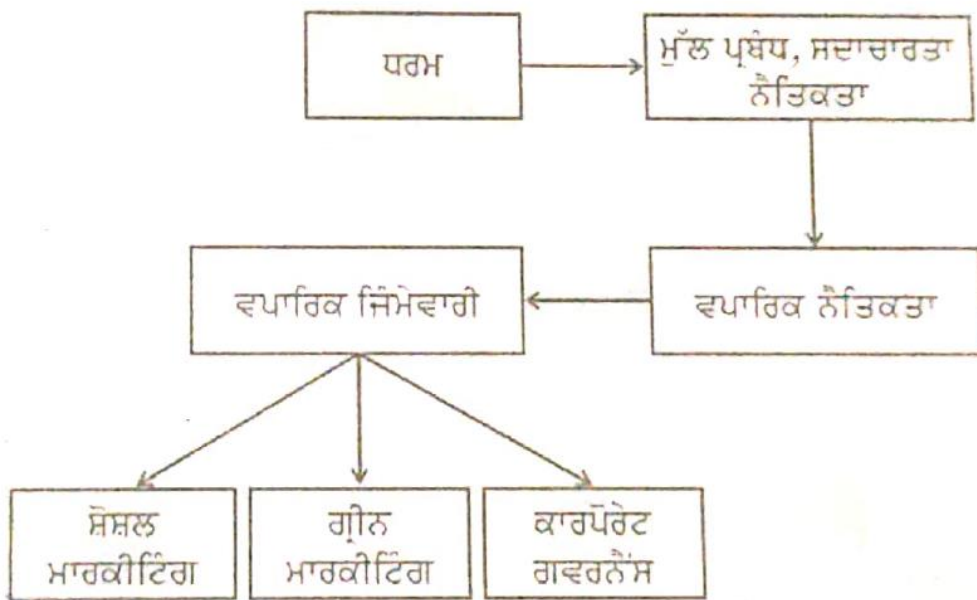 ਧਰਮ
ਮੁੱਲ ਪ੍ਰਬੰਧ, ਸਦਾਚਾਰਤਾ
ਨੈਤਿਕਤਾ
ਵਪਾਰਿਕ ਜਿੰਮੇਵਾਰੀ
ਵਪਾਰਿਕ ਨੈਤਿਕਤਾ
ਸ਼ੋਸ਼ਲ
ਮਾਰਕੀਟਿੰਗ
ਗ੍ਰੀਨ
ਮਾਰਕੀਟਿੰਗ
ਕਾਰਪੋਰੇਟ
ਗਵਰਨੈਂਸ